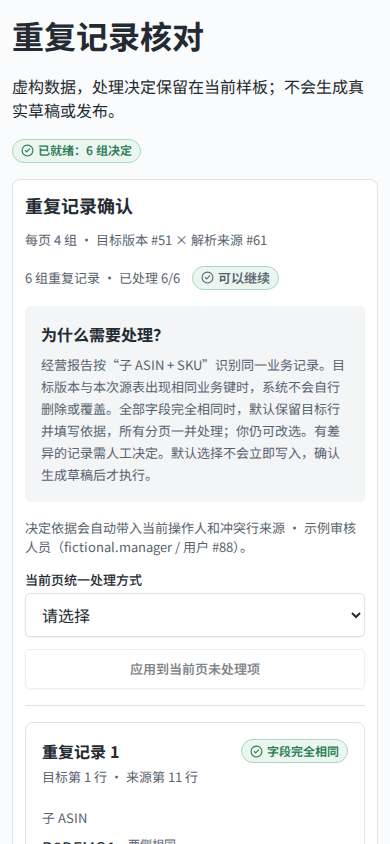 重复记录核对
虚构数据，处理决定保留在当前样板；不会生成真
实草稿或发布。
已就绪：6 组决定
重复记录确认
每页 4 组 · 目标版本 #51 × 解析来源 #61
6 组重复记录 · 已处理 6/6 可以继续
为什么需要处理？
经营报告按“子 ASIN + SKU”识别同一业务记录。目
标版本与本次源表出现相同业务键时，系统不会自行
删除或覆盖。全部字段完全相同时，默认保留目标行
并填写依据，所有分页一并处理；你仍可改选。有差
异的记录需人工决定。默认选择不会立即写入，确认
生成草稿后才执行。
决定依据会自动带入当前操作人和冲突行来源 · 示例审核
人员（fictional.manager / 用户 #88）。
当前页统一处理方式
请选择
应用到当前页未处理项
重复记录 1 字段完全相同
目标第 1 行 · 来源第 11 行
子 ASIN